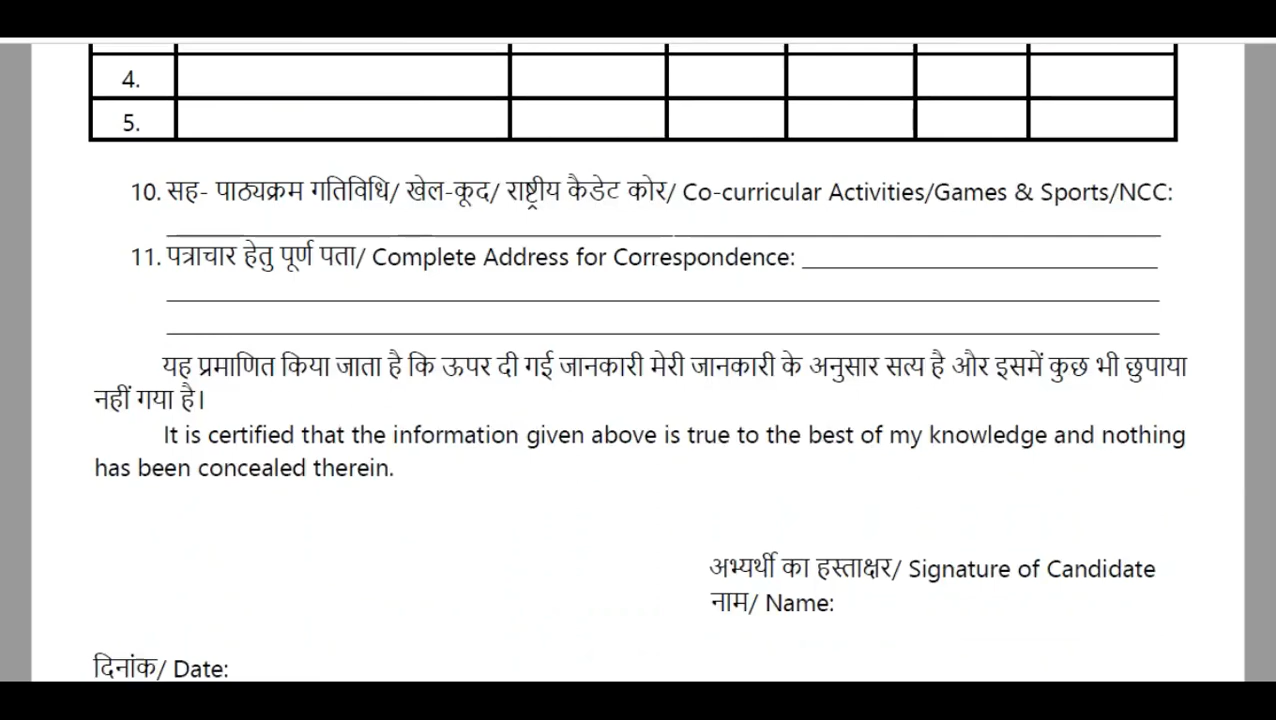 4.
5.
10. सह- पाठ्यक्रम गतिविधि/ खेल-कूद/ राष्ट्रीय कैडेट कोर/ Co-curricular Activities/Games & Sports/NCC:
11. पत्राचार हेतु पूर्ण पता/ Complete Address for Correspondence:
यह प्रमाणित किया जाता है कि ऊपर दी गई जानकारी मेरी जानकारी के अनुसार सत्य है और इसमें कुछ भी छुपाया
नहीं गया है।
It is certified that the information given above is true to the best of my knowledge and nothing
has been concealed therein.
अभ्यर्थी का हस्ताक्षर/ Signature of Candidate
नाम/ Name:
दिनांक/ Date: